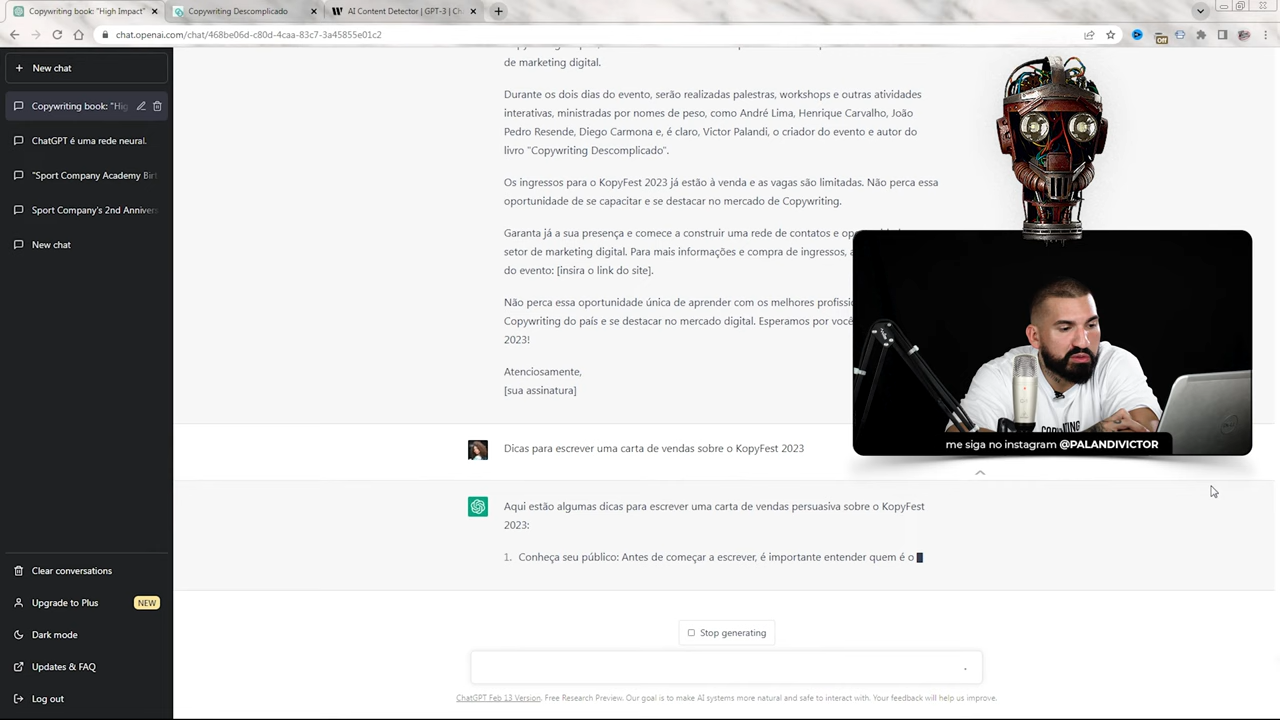 Copywriting book: "High Impact"
Copywriting Descomplicado
AI Content Detector | GPT-3 | Ch
chat.openai.com/chat/468be06d-c80d-4caa-83c7-3a45855e01c2
Off
New chat
Copywriting book: "Hig
ChatGPT é uma rede neural.
"Sport Company Academy Birt
Sport Company's 2nd Annivers
New chat
Clear conversations
Upgrade to Plus
NEW
Dark mode
Updates & FAQ
Log out
de marketing digital.
Durante os dois dias do evento, serão realizadas palestras, workshops e outras atividades
interativas, ministradas por nomes de peso, como André Lima, Henrique Carvalho, João
Pedro Resende, Diego Carmona e, é claro, Victor Palandi, o criador do evento e autor do
livro "Copywriting Descomplicado".
Os ingressos para o KopyFest 2023 já estão à venda e as vagas são limitadas. Não perca essa
oportunidade de se capacitar e se destacar no mercado de Copywriting.
Garanta já a sua presença e comece a construir uma rede de contatos e
setor de marketing digital. Para mais informações e compra de ingressos,
do evento: [insira o link do site].
Não perca essa oportunidade única de aprender com os melhores
Copywriting do país e se destacar no mercado digital. Esperamos por você
2023!
Atenciosamente,
[sua assinatura]
me siga no instagram @PALANDIVICTOR
Dicas para escrever uma carta de vendas sobre o KopyFest 2023
Aqui estão algumas dicas para escrever uma carta de vendas persuasiva sobre o KopyFest
2023:
1. Conheça seu público: Antes de começar a escrever, é importante entender quem é o
Stop generating
ChatGPT Feb 13 Version. Free Research Preview. Our goal is to make AI systems more natural and safe to interact with. Your feedback will help us improve.